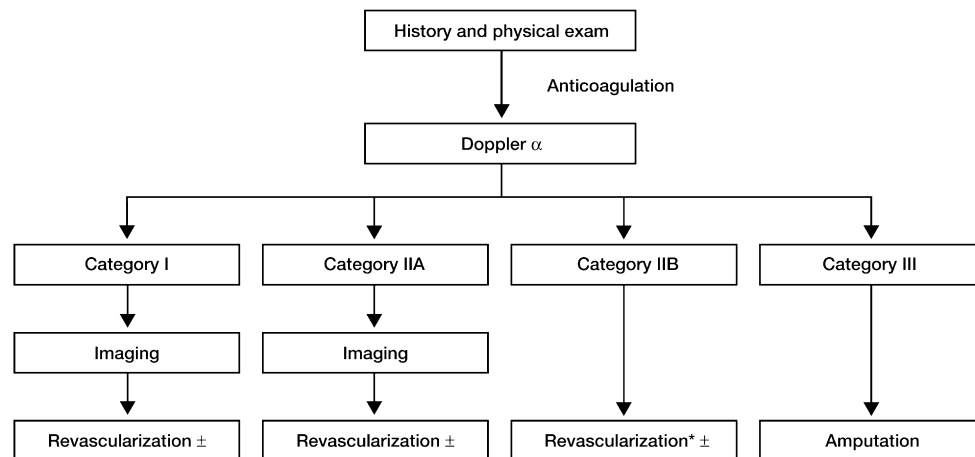 History and physical exam
Anticoagulation
Doppler α
Category I
Category IIA
Category IIB
Category III
Imaging
Imaging
Revascularization ±
Revascularization ±
Revascularization* ±
Amputation